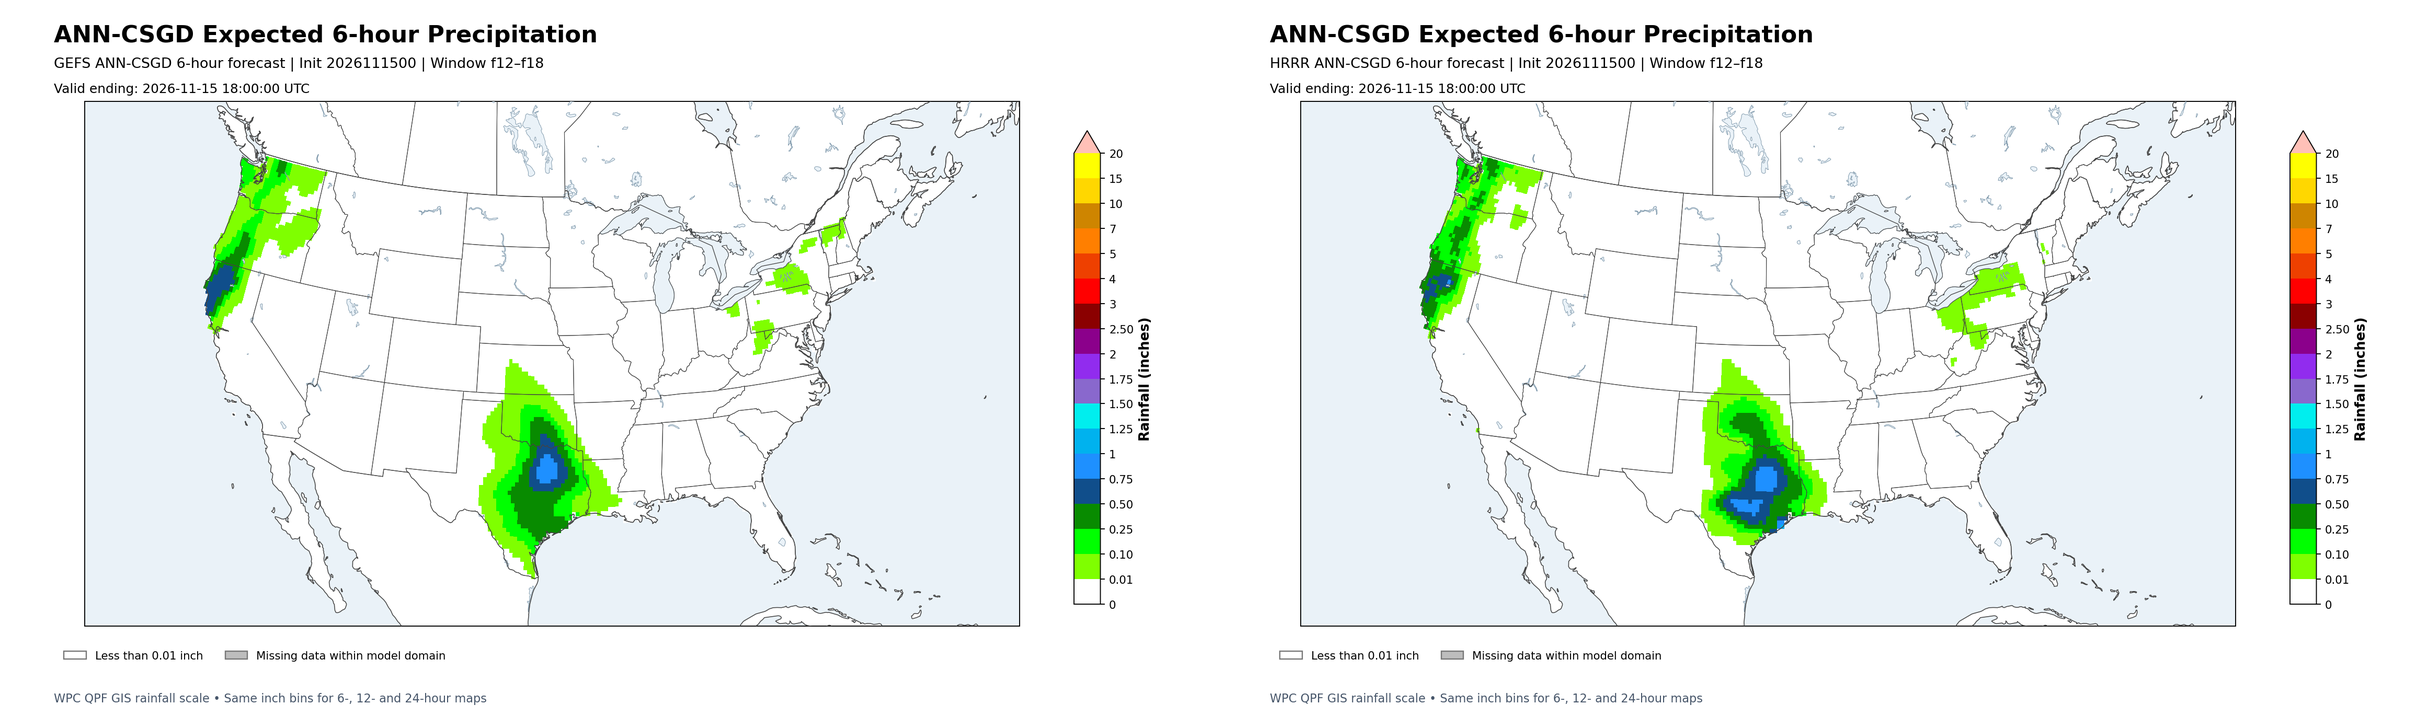 ANN-CSGD Expected 6-hour Precipitation
GEFS ANN-CSGD 6-hour forecast | Init 2026111500 | Window f12–f18
Valid ending: 2026-11-15 18:00:00 UTC
20
15
10
7
5
4
3
2.50
2
1.75
1.50
1.25
1
0.75
0.50
0.25
0.10
0.01
0
Rainfall (inches)
Less than 0.01 inch
Missing data within model domain
WPC QPF GIS rainfall scale • Same inch bins for 6-, 12- and 24-hour maps
ANN-CSGD Expected 6-hour Precipitation
HRRR ANN-CSGD 6-hour forecast | Init 2026111500 | Window f12–f18
Valid ending: 2026-11-15 18:00:00 UTC
20
15
10
7
5
4
3
2.50
2
1.75
1.50
1.25
1
0.75
0.50
0.25
0.10
0.01
0
Rainfall (inches)
Less than 0.01 inch
Missing data within model domain
WPC QPF GIS rainfall scale • Same inch bins for 6-, 12- and 24-hour maps